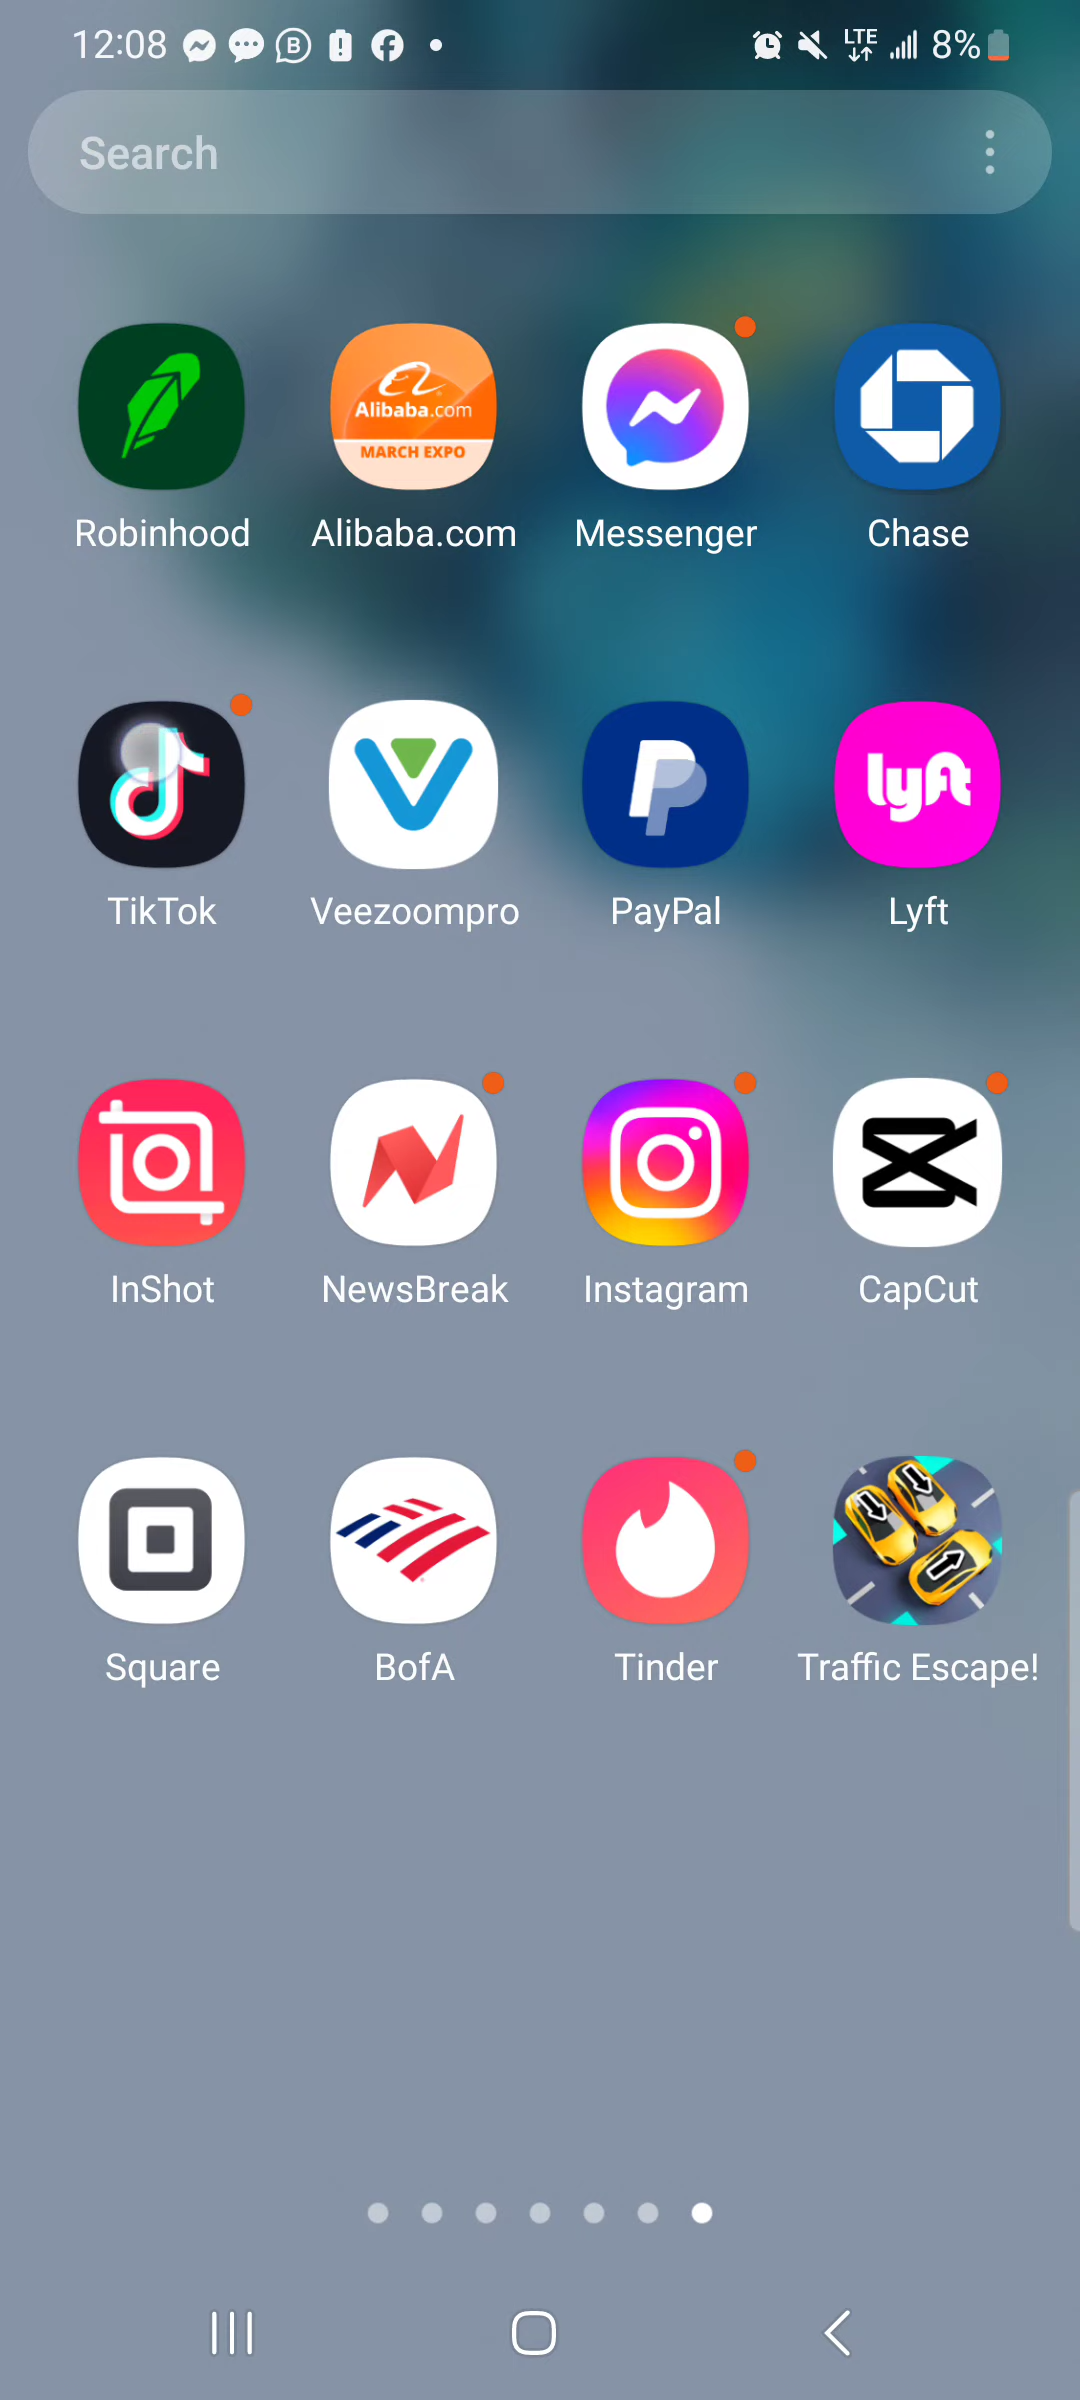 12:08 LTE 8%
Search
Alibaba.com
MARCH EXPO
Robinhood Alibaba.com Messenger Chase
lyft
TikTok Veezoompro PayPal Lyft
InShot NewsBreak Instagram CapCut
Square BofA Tinder Traffic Escape!